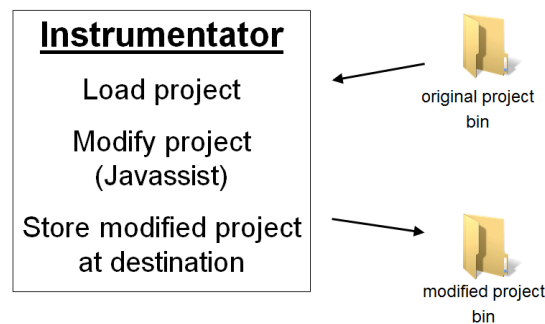 Instrumentator
Load project
Modify project
(Javassist)
Store modified project
at destination
original project
bin
modified project
bin